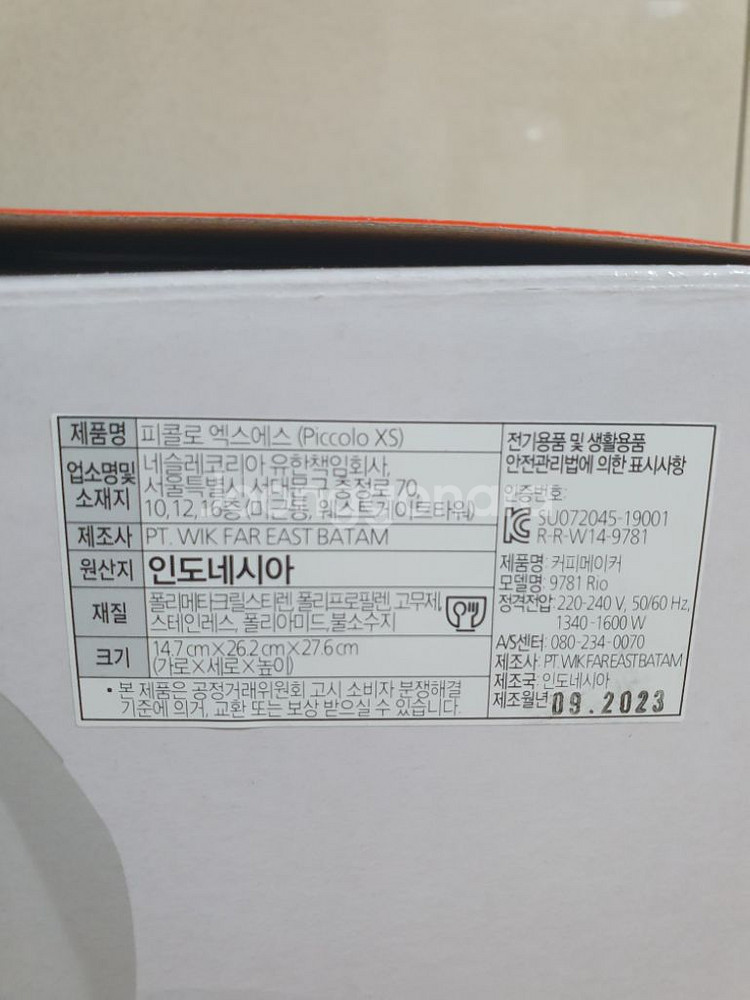 제품명 피콜로 엑스에스 (Piccolo XS)
업소명및 소재지 네슬레코리아 유한책임회사,
서울특별시 서대문구 충정로 70,
10,12,16층(미근동, 웨스트게이트타워)
제조사 PT. WIK FAR EAST BATAM
원산지 인도네시아
재질 폴리메타크릴스티렌, 폴리프로필렌, 고무제,
스테인레스, 폴리아미드, 불소수지
크기 14.7 cm×26.2 cm×27.6 cm
(가로×세로×높이)
• 본 제품은 공정거래위원회 고시 소비자 분쟁해결
기준에 의거, 교환 또는 보상 받으실 수 있습니다.
전기용품 및 생활용품
안전관리법에 의한 표시사항
인증번호:
SU072045-19001
R-R-W14-9781
제품명: 커피메이커
모델명: 9781 Rio
정격전압: 220-240 V, 50/60 Hz,
1340-1600 W
A/S센터: 080-234-0070
제조사: PT. WIK FAR EAST BATAM
제조국: 인도네시아
제조월년 09.2023